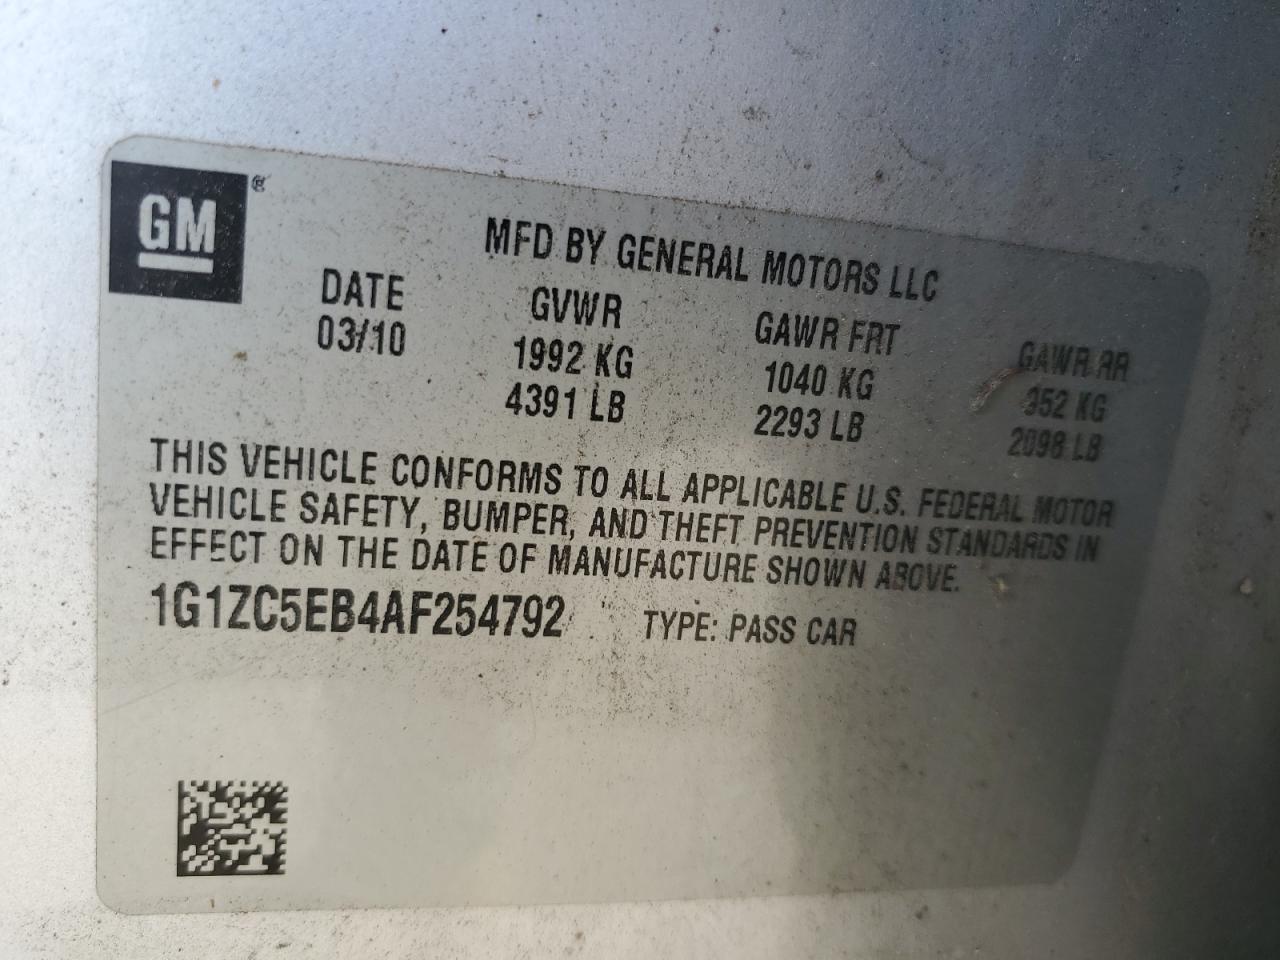 GM
MFD BY GENERAL MOTORS LLC
DATE GVWR GAWR FRT GAWR RR
03/10 1992 KG 1040 KG 952 KG
4391 LB 2293 LB 2098 LB
THIS VEHICLE CONFORMS TO ALL APPLICABLE U.S. FEDERAL MOTOR
VEHICLE SAFETY, BUMPER, AND THEFT PREVENTION STANDARDS IN
EFFECT ON THE DATE OF MANUFACTURE SHOWN ABOVE.
1G1ZC5EB4AF254792 TYPE: PASS CAR